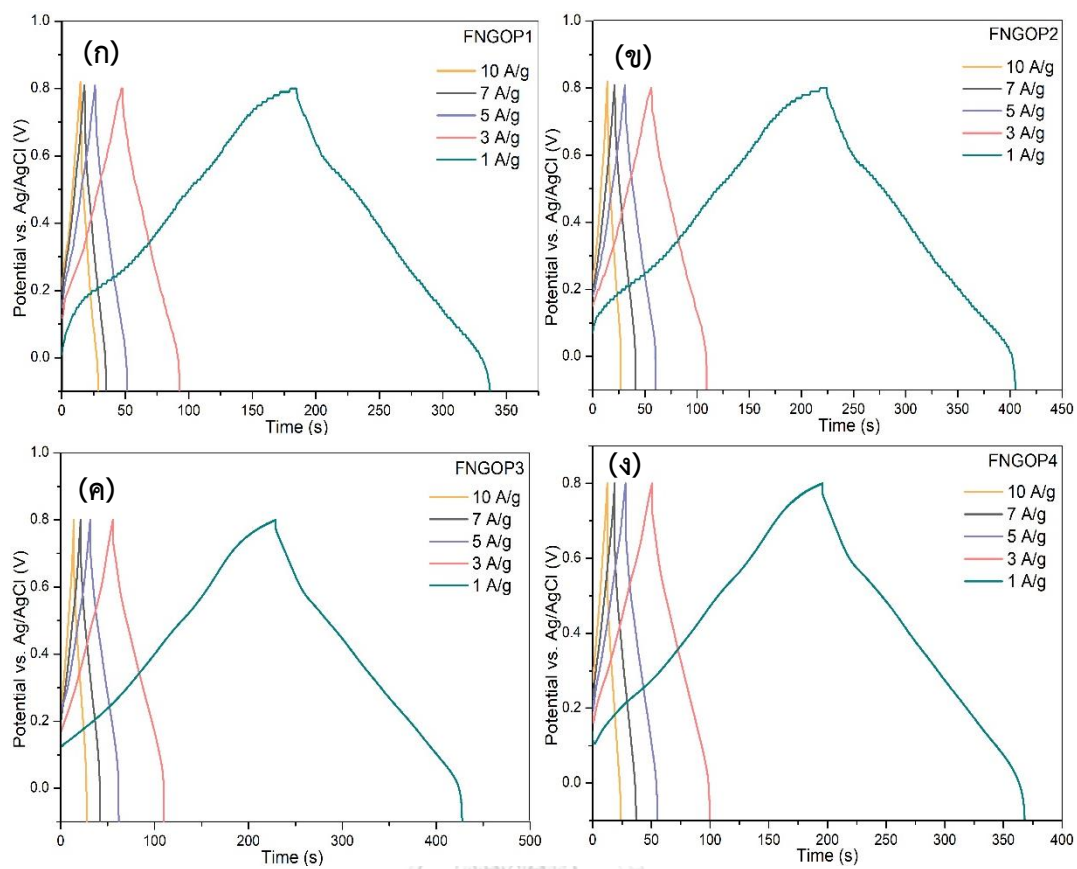 (ก)
FNGOP1
10 A/g
7 A/g
5 A/g
3 A/g
1 A/g
Potential vs. Ag/AgCl (V)
1.0
0.8
0.6
0.4
0.2
0.0
0 50 100 150 200 250 300 350
Time (s)
(ข)
FNGOP2
10 A/g
7 A/g
5 A/g
3 A/g
1 A/g
Potential vs. Ag/AgCl (V)
1.0
0.8
0.6
0.4
0.2
0.0
0 50 100 150 200 250 300 350 400 450
Time (s)
(ค)
FNGOP3
10 A/g
7 A/g
5 A/g
3 A/g
1 A/g
Potential vs. Ag/AgCl (V)
1.0
0.8
0.6
0.4
0.2
0.0
0 100 200 300 400 500
Time (s)
(ง)
FNGOP4
10 A/g
7 A/g
5 A/g
3 A/g
1 A/g
Potential vs. Ag/AgCl (V)
0.8
0.6
0.4
0.2
0.0
0 50 100 150 200 250 300 350 400
Time (s)